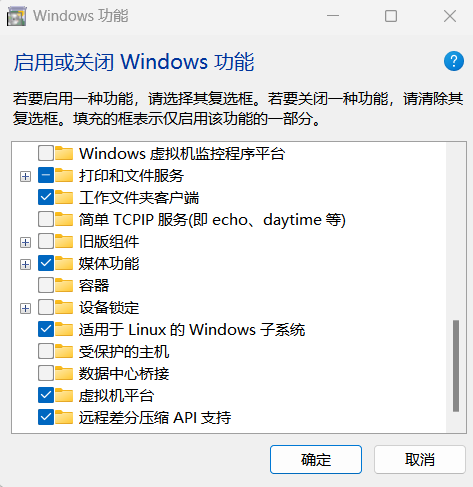 Windows 功能
启用或关闭 Windows 功能
?
若要启用一种功能，请选择其复选框。若要关闭一种功能，请清除其
复选框。填充的框表示仅启用该功能的一部分。
Windows 虚拟机监控程序平台
打印和文件服务
工作文件夹客户端
简单 TCPIP 服务(即 echo、daytime 等)
旧版组件
媒体功能
容器
设备锁定
适用于 Linux 的 Windows 子系统
受保护的主机
数据中心桥接
虚拟机平台
远程差分压缩 API 支持
确定
取消